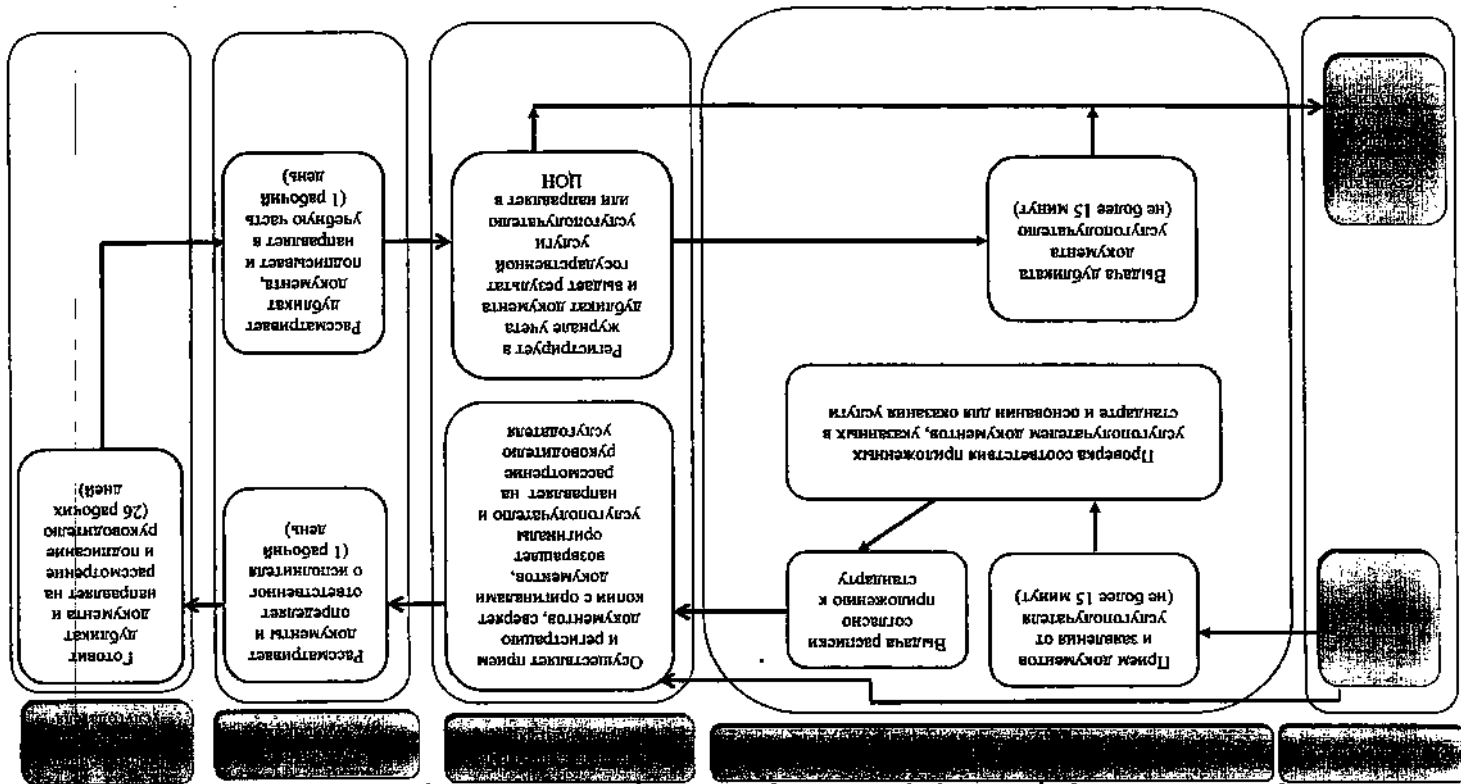 Прием документов
и заявления от
услугополучателя
(не более 15 минут)
Выдача расписки
согласно
приложению к
стандарту
Осуществляет прием
и регистрацию
документов, сверяет
копии с оригиналами
документов,
возвращает
оригиналы
услугополучателю и
направляет на
рассмотрение
руководителю
услугодателя
Рассматривает
документы и
определяет
ответственног
о исполнителя
(1 рабочий
день)
Готовит
дубликат
документа и
направляет на
рассмотрение
и подписание
руководителю
(26 рабочих
дней)
Проверка соответствия приложенных
услугополучателем документов, указанных в
стандарте и основании для оказания услуги
Выдача дубликата
документа
услугополучателю
(не более 15 минут)
Регистрирует в
журнале учета
дубликат документа
и выдает результат
государственной
услуги
услугополучателю
или направляет в
ЦОН
Рассматривает
дубликат
документа,
подписывает и
направляет в
учебную часть
(1 рабочий
день)